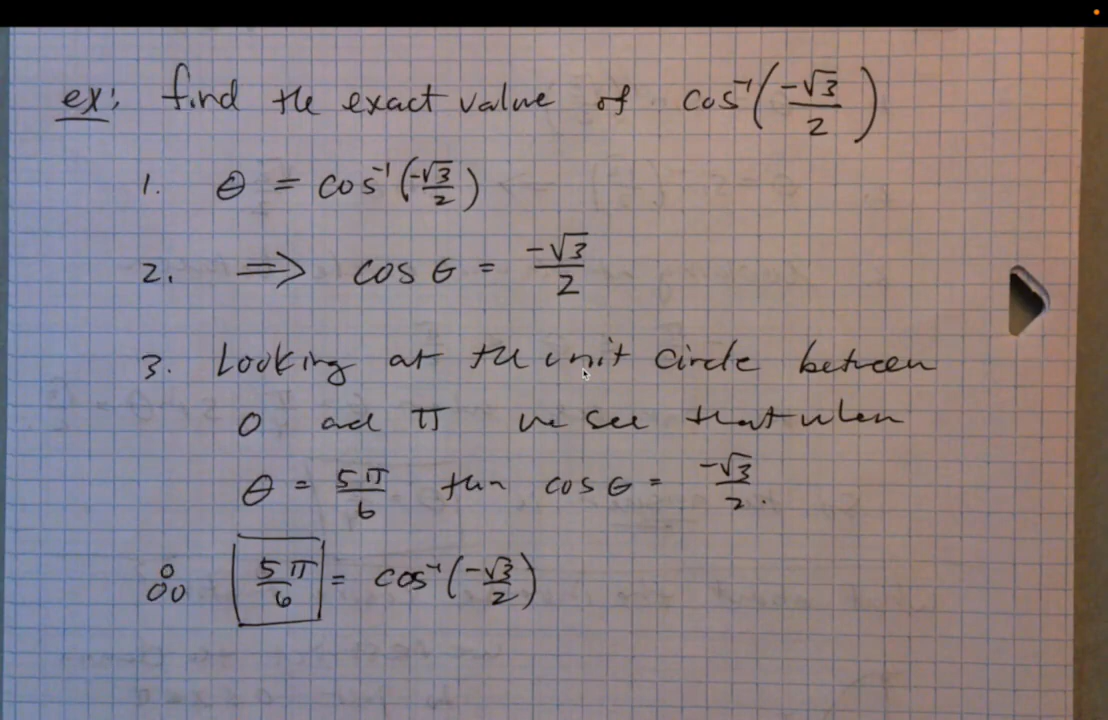 ex: find the exact value of cos⁻¹(-√3/2)
1. θ = cos⁻¹(-√3/2)
2. ⇒ cos θ = -√3/2
3. Looking at the unit circle between
0 and π we see that when
θ = 5π/6 then cos θ = -√3/2.
∴ 5π/6 = cos⁻¹(-√3/2)